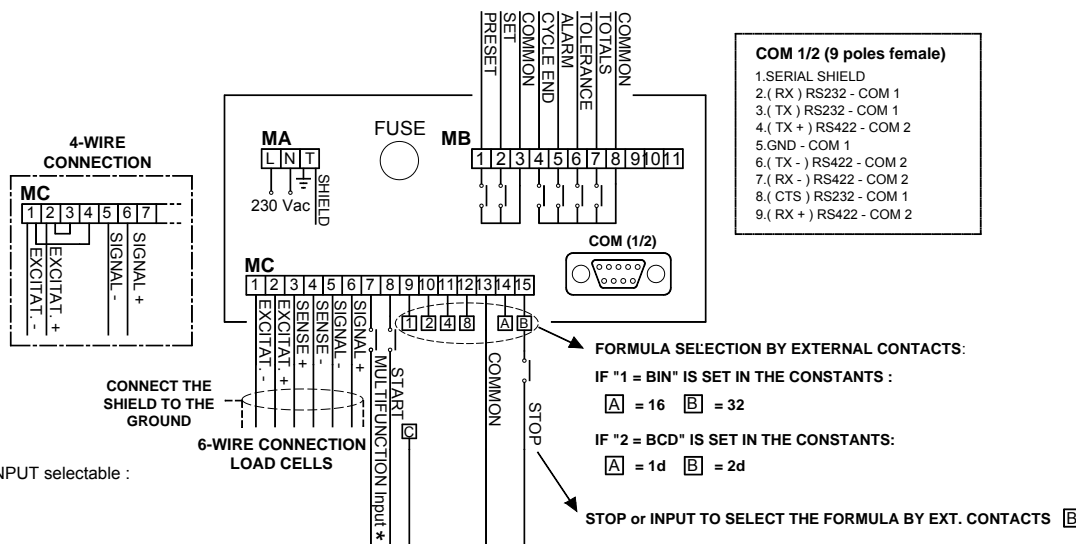 PRESET
SET
COMMON
CYCLE END
ALARM
TOLERANCE
TOTALS
COMMON
COM 1/2 (9 poles female)
1.SERIAL SHIELD
2.( RX ) RS232 - COM 1
3.( TX ) RS232 - COM 1
4.( TX + ) RS422 - COM 2
5.GND - COM 1
6.( TX - ) RS422 - COM 2
7.( RX - ) RS422 - COM 2
8.( CTS ) RS232 - COM 1
9.( RX + ) RS422 - COM 2
4-WIRE
CONNECTION
MC
1 2 3 4 5 6 7
EXCITAT. -
EXCITAT. +
SIGNAL -
SIGNAL +
MA
L N T
230 Vac
SHIELD
FUSE
MB
1 2 3 4 5 6 7 8 9 10 11
COM (1/2)
MC
1 2 3 4 5 6 7 8 9 10 11 12 13 14 15
1 2 4 8 A B
EXCITAT. -
EXCITAT. +
SENSE +
SENSE -
SIGNAL -
SIGNAL +
MULTIFUNCTION Input *
START
C
COMMON
STOP
CONNECT THE
SHIELD TO THE
GROUND
6-WIRE CONNECTION
LOAD CELLS
FORMULA SELECTION BY EXTERNAL CONTACTS:
IF "1 = BIN" IS SET IN THE CONSTANTS :
A = 16 B = 32
IF "2 = BCD" IS SET IN THE CONSTANTS:
A = 1d B = 2d
STOP or INPUT TO SELECT THE FORMULA BY EXT. CONTACTS B
NPUT selectable :